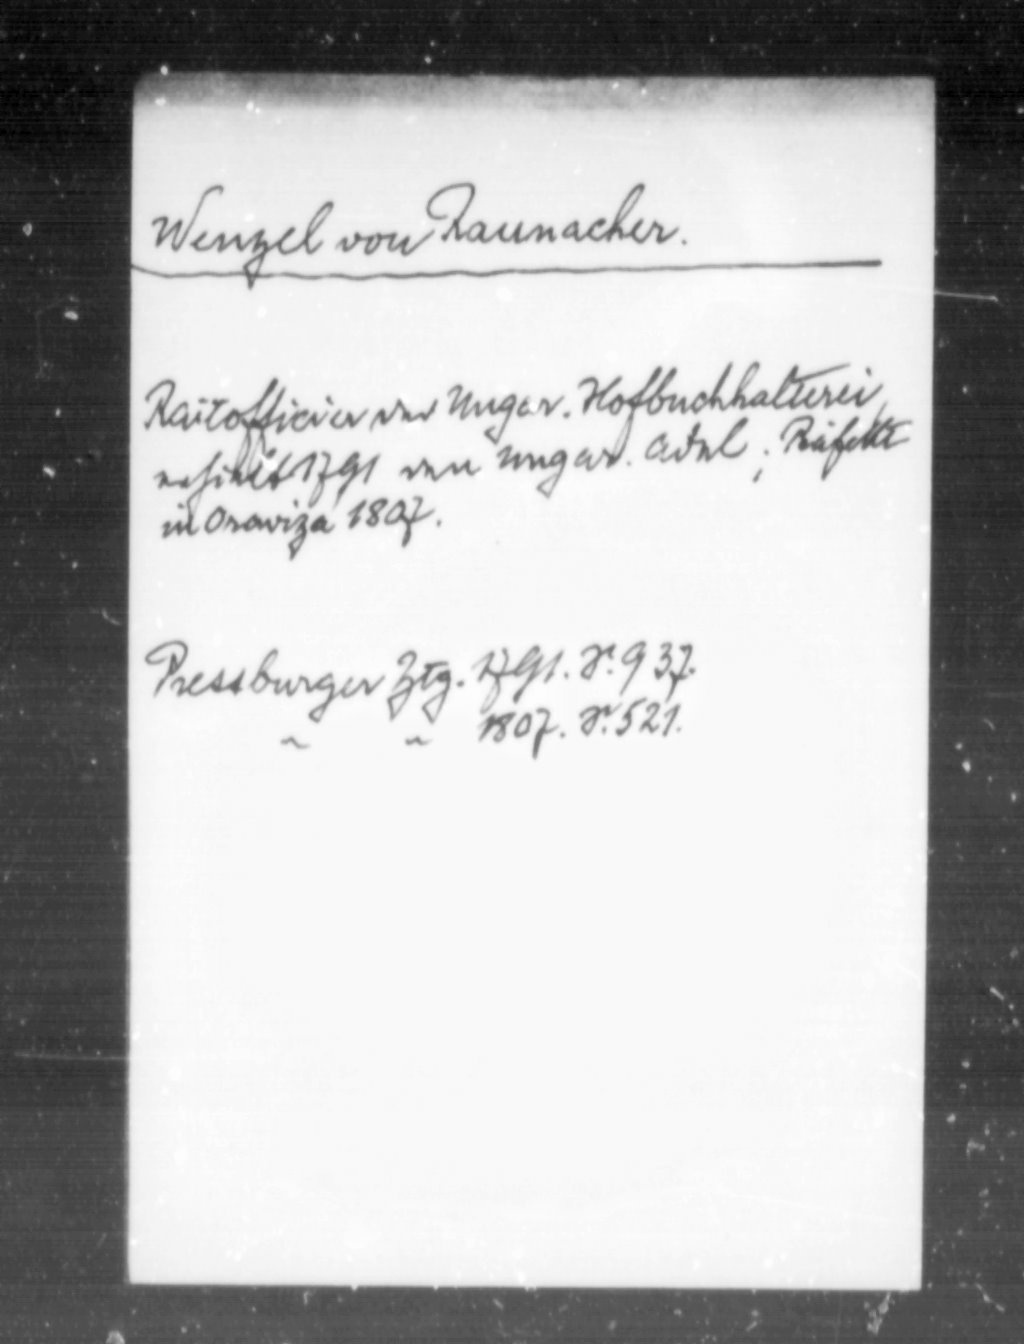 Wenzel von Raunacher.
Raitofficier der Ungar. Hofbuchhalterei,
erhielt 1791 den ungar. Adel; Präfekt
in Oraviza 1807.
Pressburger Ztg. 1791. S. 937.
" " 1807. S. 521.